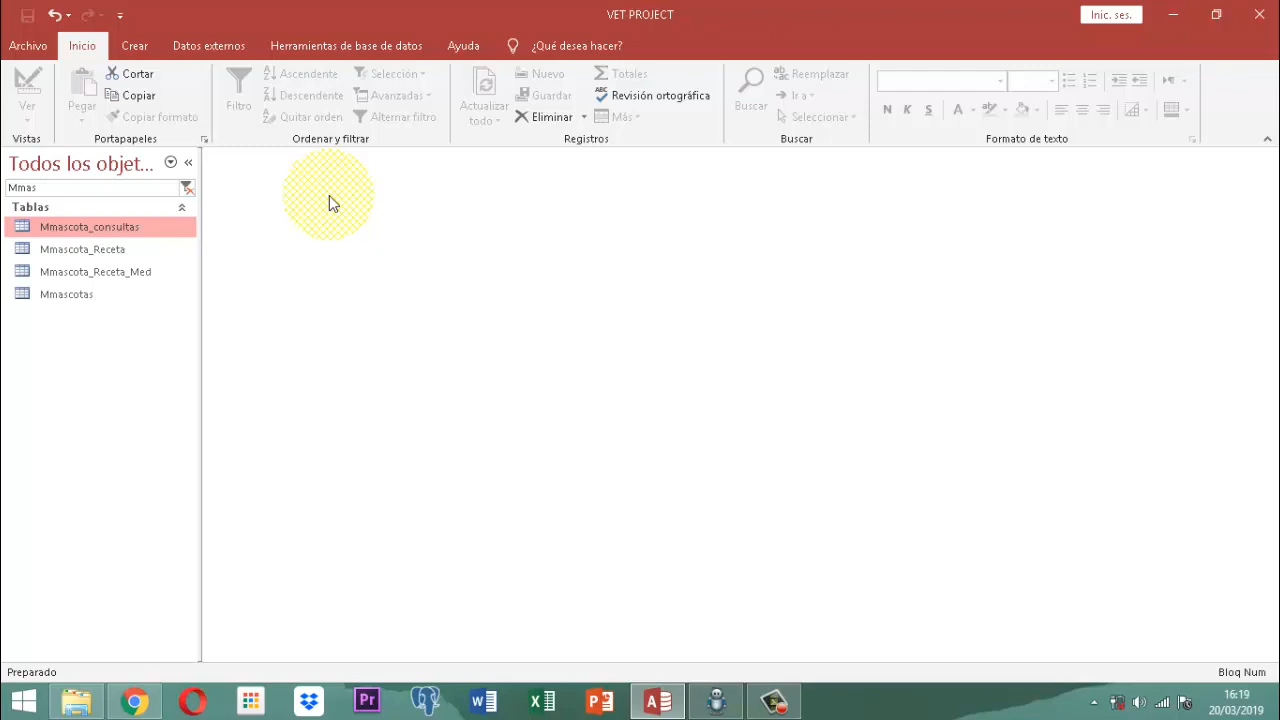 VET PROJECT
Inic. ses.
Archivo
Inicio
Crear
Datos externos
Herramientas de base de datos
Ayuda
¿Qué desea hacer?
Ver
Pegar
Cortar
Copiar
Copiar formato
Filtro
Ascendente
Descendente
Quitar orden
Selección
Avanzadas
Alternar filtro
Actualizar todo
Nuevo
Guardar
Eliminar
Totales
Revisión ortográfica
Más
Buscar
Reemplazar
Ir a
Seleccionar
N K S
A
Vistas
Portapapeles
Ordenar y filtrar
Registros
Buscar
Formato de texto
Todos los objet...
Mmas
Tablas
Mmascota_consultas
Mmascota_Receta
Mmascota_Receta_Med
Mmascotas
Preparado
Bloq Num
Pr
16:19
20/03/2019